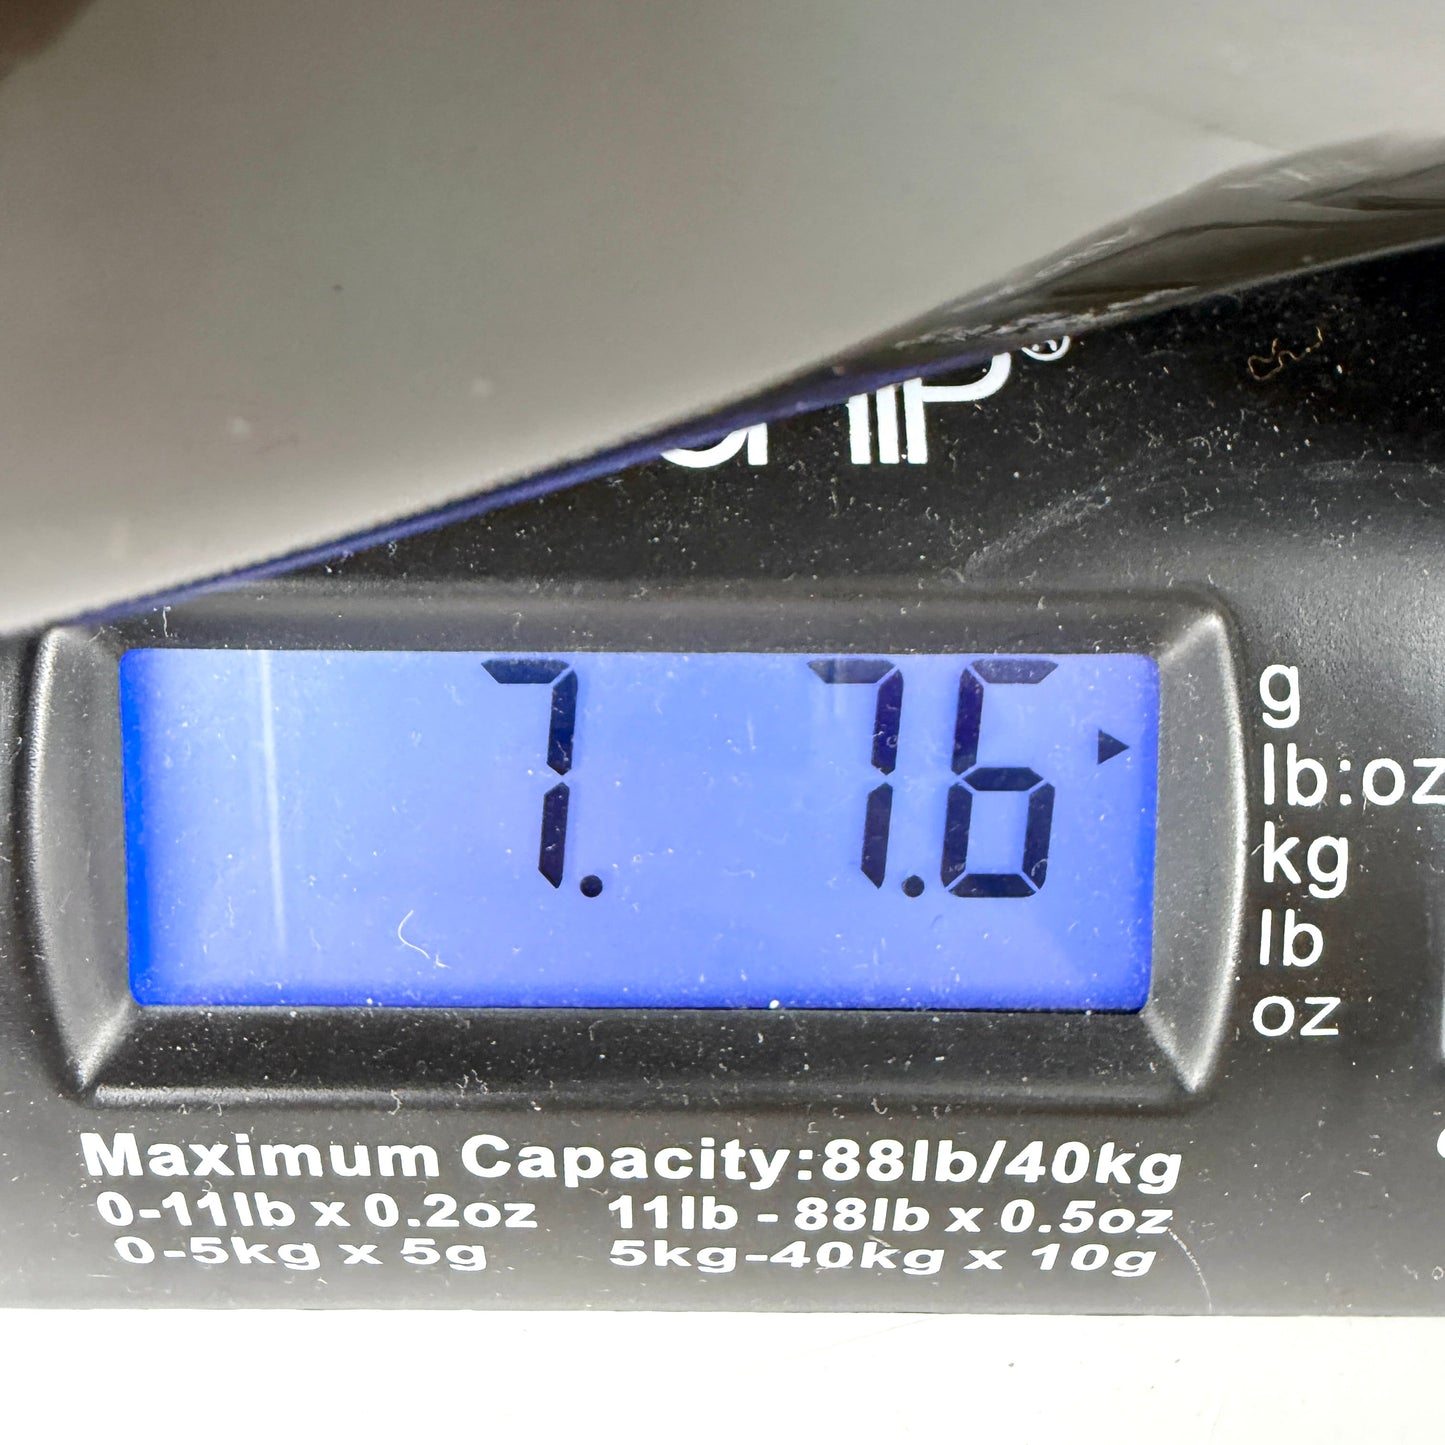 7. 7.6
g
lb:oz
kg
lb
oz
Maximum Capacity:88lb/40kg
0-11lb x 0.2oz 11lb - 88lb x 0.5oz
0-5kg x 5g 5kg-40kg x 10g